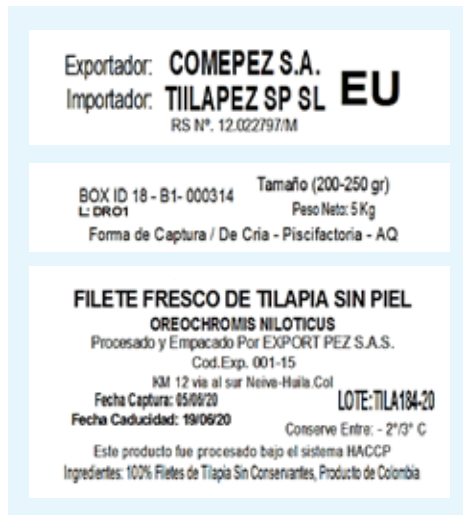 Exportador: COMEPEZ S.A.
Importador: TIILAPEZ SP SL EU
RS Nº. 12.022797/M
BOX ID 18 - B1- 000314 Tamaño (200-250 gr)
L: DRO1 Peso Neto: 5 Kg
Forma de Captura / De Cria - Piscifactoria - AQ
FILETE FRESCO DE TILAPIA SIN PIEL
OREOCHROMIS NILOTICUS
Procesado y Empacado Por EXPORT PEZ S.A.S.
Cod.Exp. 001-15
KM 12 via al sur Neiva-Huila.Col
Fecha Captura: 05/06/20 LOTE:TILA184-20
Fecha Caducidad: 19/06/20
Conserve Entre: - 2°/3° C
Este producto fue procesado bajo el sistema HACCP
Ingredientes: 100% Filetes de Tilapia Sin Conservantes, Producto de Colombia